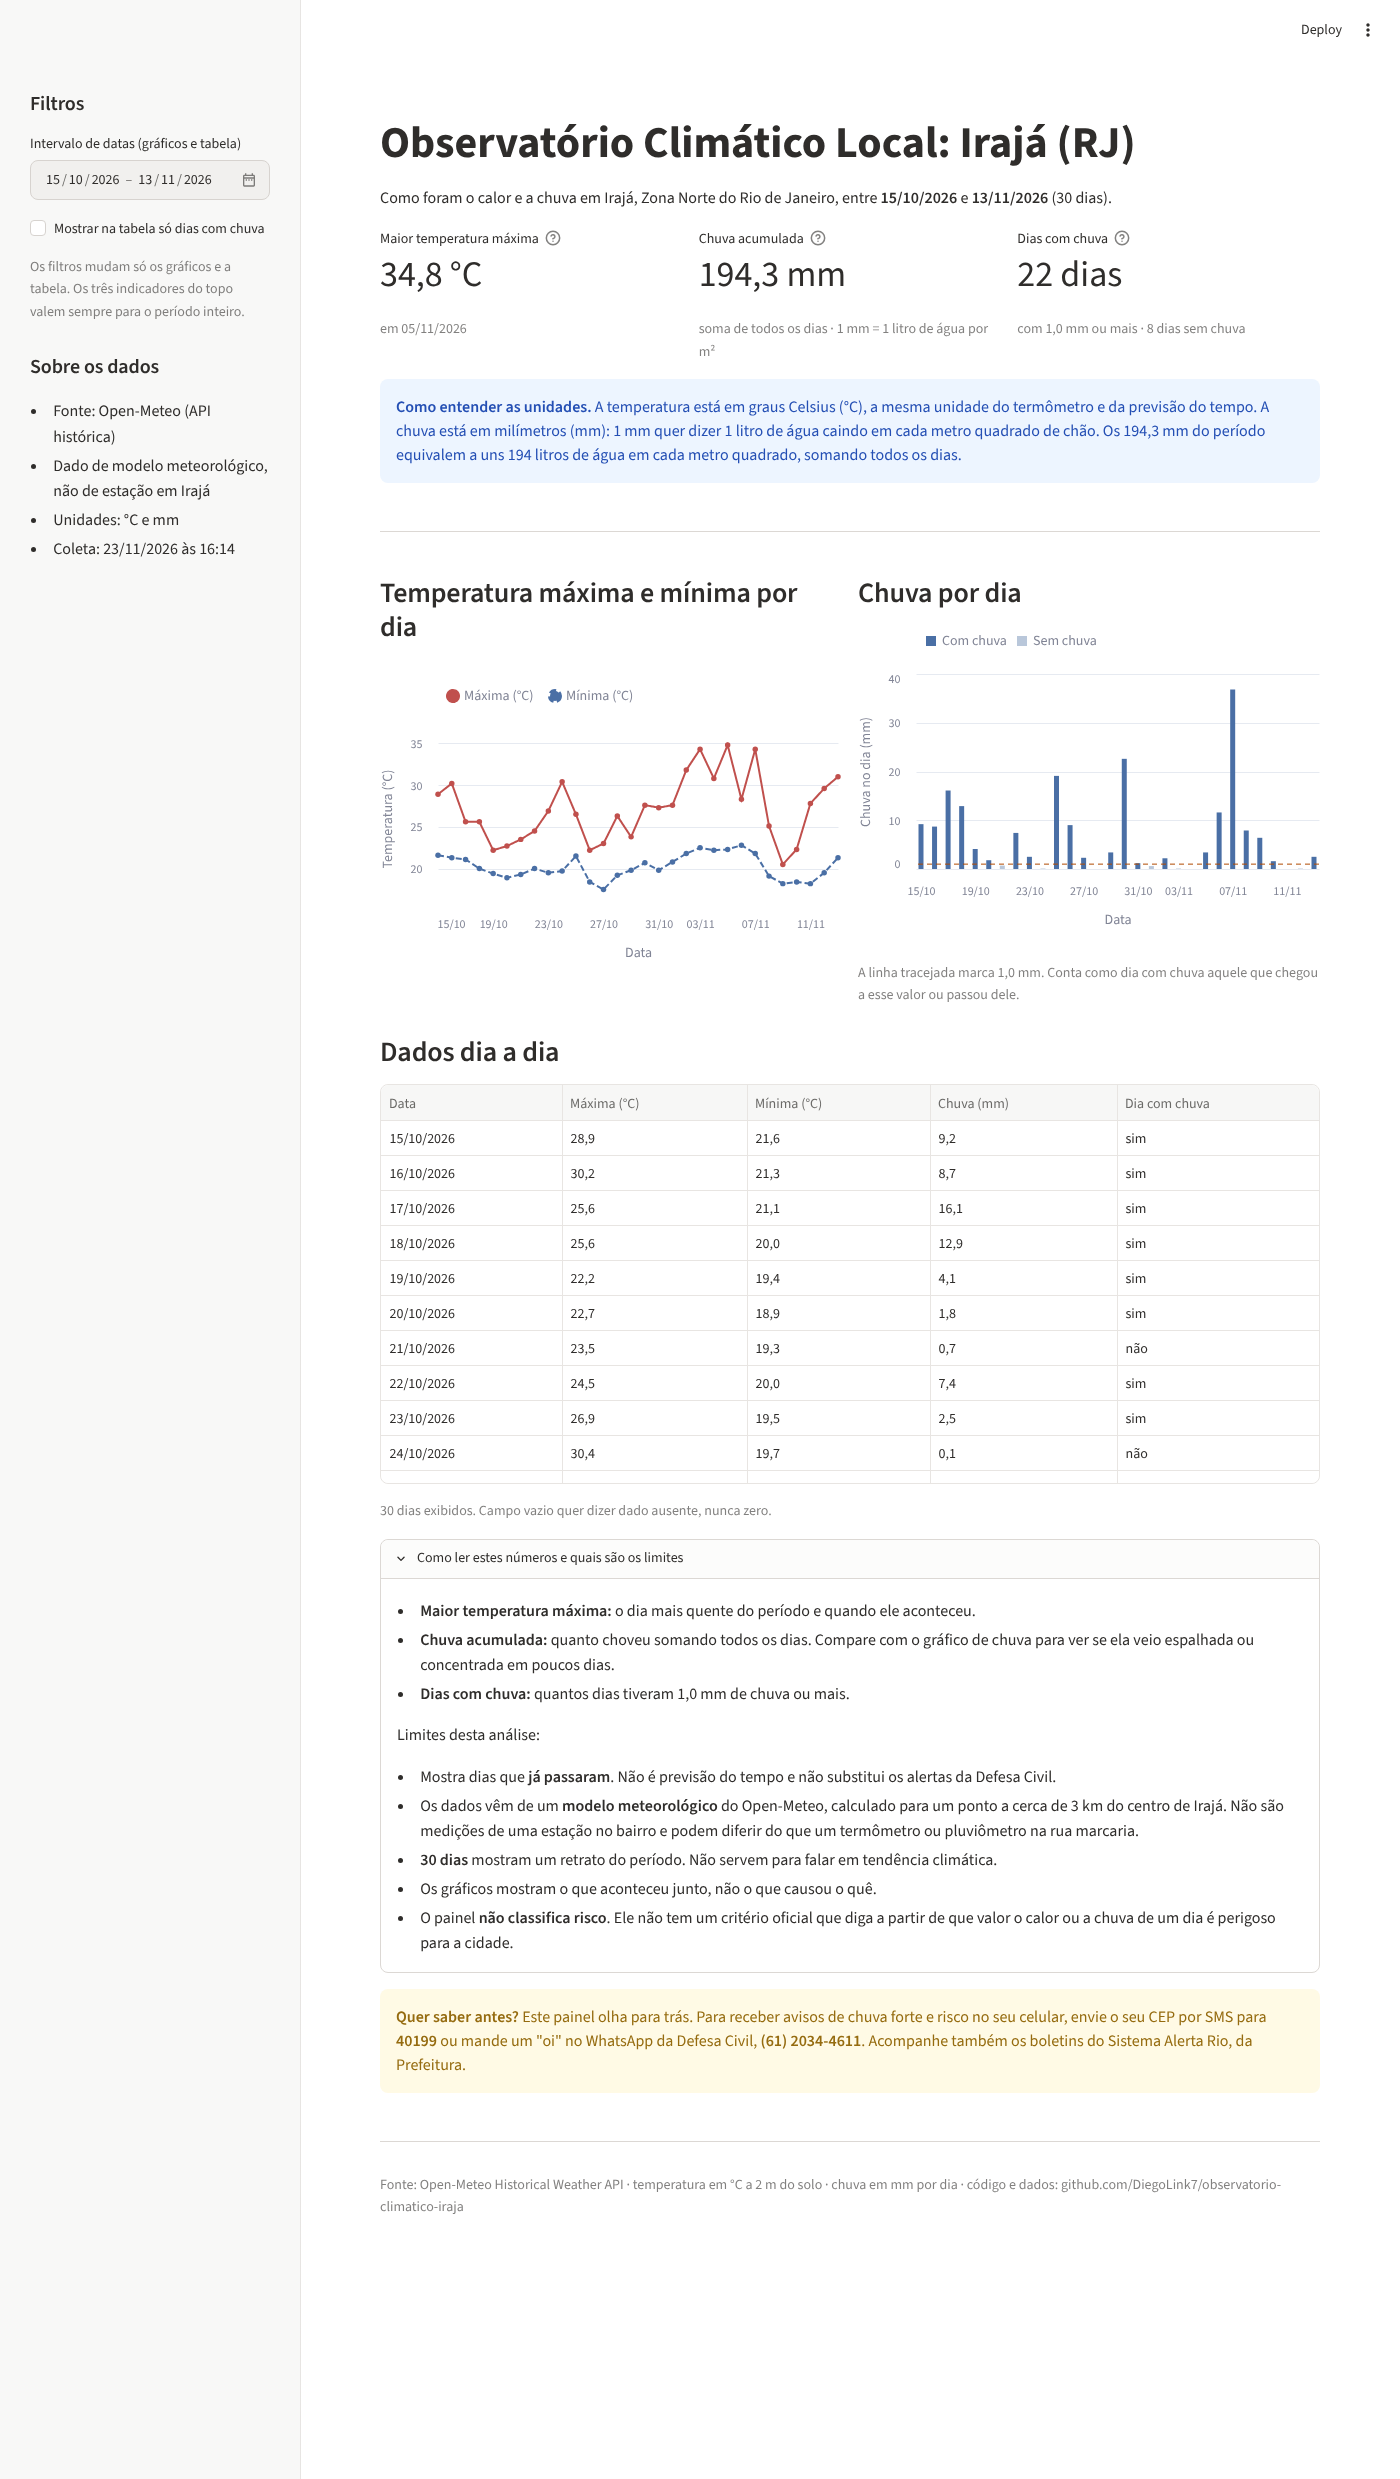 Deploy
Filtros
Intervalo de datas (gráficos e tabela)
15 / 10 / 2026 – 13 / 11 / 2026
Mostrar na tabela só dias com chuva
Os filtros mudam só os gráficos e a
tabela. Os três indicadores do topo
valem sempre para o período inteiro.
Sobre os dados
Fonte: Open-Meteo (API
histórica)
Dado de modelo meteorológico,
não de estação em Irajá
Unidades: °C e mm
Coleta: 23/11/2026 às 16:14
Observatório Climático Local: Irajá (RJ)
Como foram o calor e a chuva em Irajá, Zona Norte do Rio de Janeiro, entre 15/10/2026 e 13/11/2026 (30 dias).
Maior temperatura máxima
34,8 °C
em 05/11/2026
Chuva acumulada
194,3 mm
soma de todos os dias · 1 mm = 1 litro de água por
m²
Dias com chuva
22 dias
com 1,0 mm ou mais · 8 dias sem chuva
Como entender as unidades. A temperatura está em graus Celsius (°C), a mesma unidade do termômetro e da previsão do tempo. A
chuva está em milímetros (mm): 1 mm quer dizer 1 litro de água caindo em cada metro quadrado de chão. Os 194,3 mm do período
equivalem a uns 194 litros de água em cada metro quadrado, somando todos os dias.
Temperatura máxima e mínima por
dia
Máxima (°C) Mínima (°C)
Temperatura (°C)
35
30
25
20
15/10 19/10 23/10 27/10 31/10 03/11 07/11 11/11
Data
Chuva por dia
Com chuva Sem chuva
Chuva no dia (mm)
40
30
20
10
0
15/10 19/10 23/10 27/10 31/10 03/11 07/11 11/11
Data
A linha tracejada marca 1,0 mm. Conta como dia com chuva aquele que chegou
a esse valor ou passou dele.
Dados dia a dia
Data Máxima (°C) Mínima (°C) Chuva (mm) Dia com chuva
15/10/2026 28,9 21,6 9,2 sim
16/10/2026 30,2 21,3 8,7 sim
17/10/2026 25,6 21,1 16,1 sim
18/10/2026 25,6 20,0 12,9 sim
19/10/2026 22,2 19,4 4,1 sim
20/10/2026 22,7 18,9 1,8 sim
21/10/2026 23,5 19,3 0,7 não
22/10/2026 24,5 20,0 7,4 sim
23/10/2026 26,9 19,5 2,5 sim
24/10/2026 30,4 19,7 0,1 não
30 dias exibidos. Campo vazio quer dizer dado ausente, nunca zero.
Como ler estes números e quais são os limites
Maior temperatura máxima: o dia mais quente do período e quando ele aconteceu.
Chuva acumulada: quanto choveu somando todos os dias. Compare com o gráfico de chuva para ver se ela veio espalhada ou
concentrada em poucos dias.
Dias com chuva: quantos dias tiveram 1,0 mm de chuva ou mais.
Limites desta análise:
Mostra dias que já passaram. Não é previsão do tempo e não substitui os alertas da Defesa Civil.
Os dados vêm de um modelo meteorológico do Open-Meteo, calculado para um ponto a cerca de 3 km do centro de Irajá. Não são
medições de uma estação no bairro e podem diferir do que um termômetro ou pluviômetro na rua marcaria.
30 dias mostram um retrato do período. Não servem para falar em tendência climática.
Os gráficos mostram o que aconteceu junto, não o que causou o quê.
O painel não classifica risco. Ele não tem um critério oficial que diga a partir de que valor o calor ou a chuva de um dia é perigoso
para a cidade.
Quer saber antes? Este painel olha para trás. Para receber avisos de chuva forte e risco no seu celular, envie o seu CEP por SMS para
40199 ou mande um "oi" no WhatsApp da Defesa Civil, (61) 2034-4611. Acompanhe também os boletins do Sistema Alerta Rio, da
Prefeitura.
Fonte: Open-Meteo Historical Weather API · temperatura em °C a 2 m do solo · chuva em mm por dia · código e dados: github.com/DiegoLink7/observatorio-
climatico-iraja